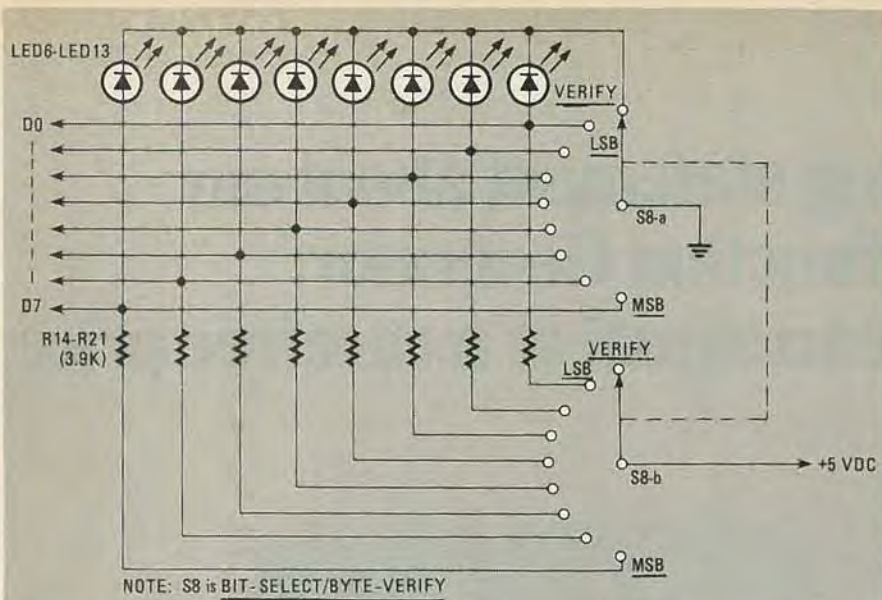 LED6-LED13
VERIFY
D0
LSB
S8-a
D7
MSB
R14-R21
(3.9K)
VERIFY
LSB
+5 VDC
S8-b
MSB
NOTE: S8 is BIT-SELECT/BYTE-VERIFY